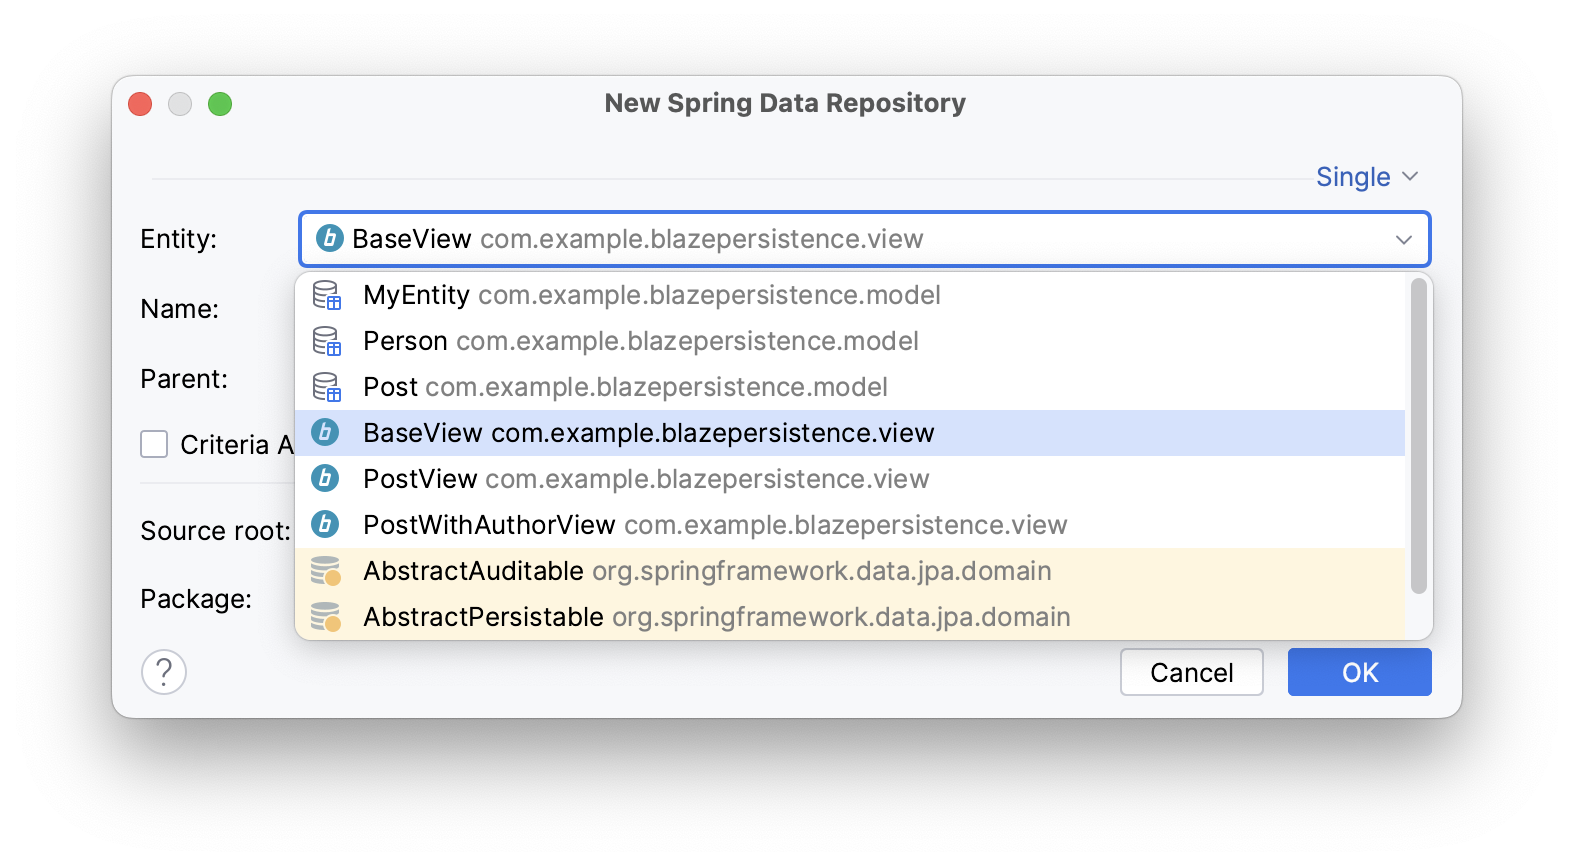 New Spring Data Repository
Single
Entity: BaseView com.example.blazepersistence.view
MyEntity com.example.blazepersistence.model
Name:
Person com.example.blazepersistence.model
Parent:
Post com.example.blazepersistence.model
Criteria A
BaseView com.example.blazepersistence.view
PostView com.example.blazepersistence.view
Source root:
PostWithAuthorView com.example.blazepersistence.view
AbstractAuditable org.springframework.data.jpa.domain
Package:
AbstractPersistable org.springframework.data.jpa.domain
? Cancel OK